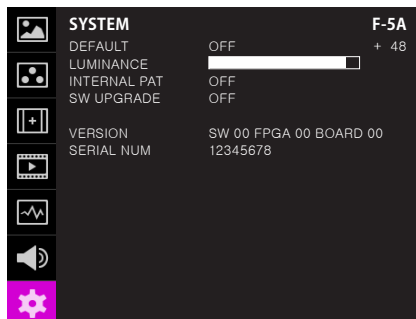 SYSTEM F-5A
DEFAULT OFF + 48
LUMINANCE
INTERNAL PAT OFF
SW UPGRADE OFF
VERSION SW 00 FPGA 00 BOARD 00
SERIAL NUM 12345678